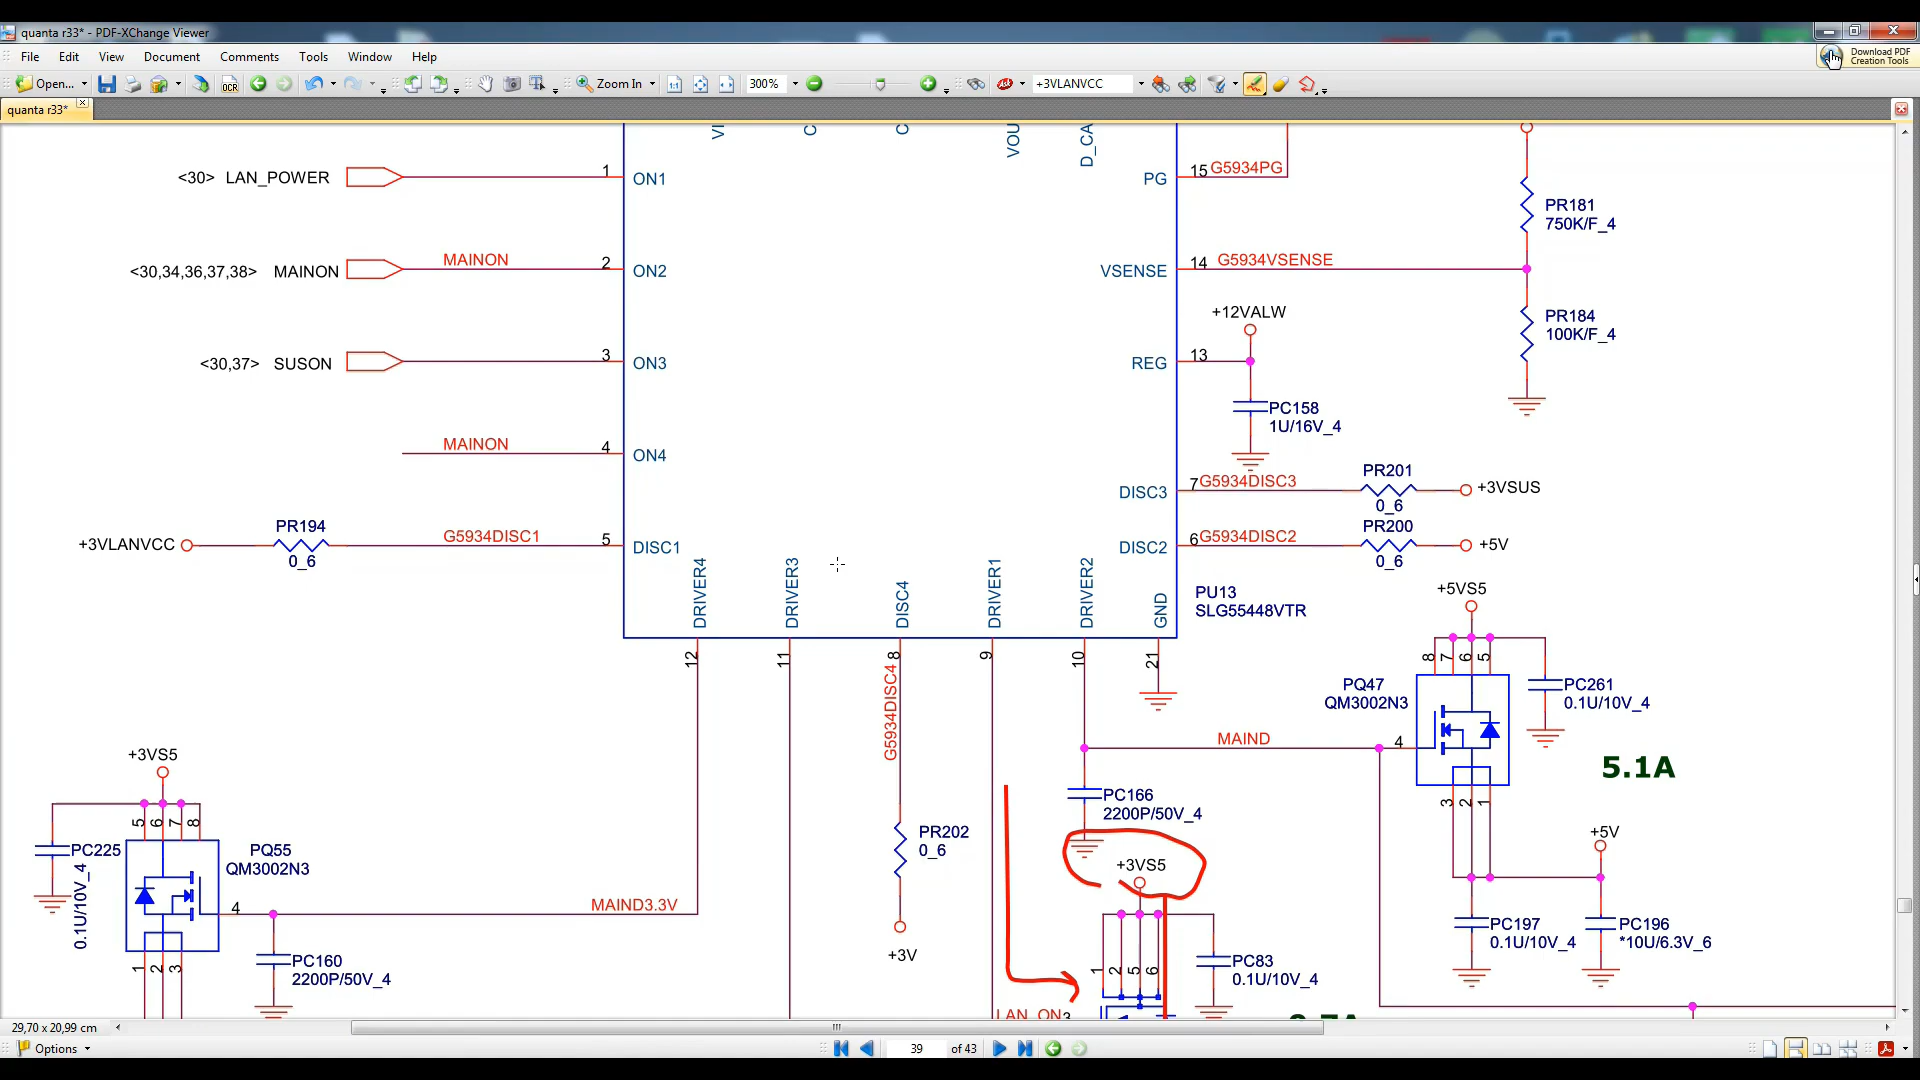 quanta r33* - PDF-XChange Viewer
File Edit View Document Comments Tools Window Help
Download PDF
Creation Tools
Open... OCR Zoom In 300% +3VLANVCC
quanta r33*
VI C C VOU D_CA
<30> LAN_POWER 1 ON1
PG 15 G5934PG
PR181
750K/F_4
<30,34,36,37,38> MAINON MAINON 2 ON2
VSENSE 14 G5934VSENSE
+12VALW
PR184
100K/F_4
<30,37> SUSON 3 ON3
REG 13
PC158
1U/16V_4
MAINON 4 ON4
DISC3 7 G5934DISC3 PR201 +3VSUS
0_6
+3VLANVCC PR194 G5934DISC1 5 DISC1
0_6
DISC2 6 G5934DISC2 PR200 +5V
0_6
DRIVER4 DRIVER3 DISC4 DRIVER1 DRIVER2 GND
PU13
SLG55448VTR
12 11 8 9 10 21
G5934DISC4
+5VS5
8 7 6 5
PQ47
QM3002N3
PC261
0.1U/10V_4
MAIND 4
5.1A
3 2 1
+3VS5
5 6 7 8
PC225
0.1U/10V_4
PQ55
QM3002N3
4 MAIND3.3V
PC160
2200P/50V_4
1 2 3
PR202
0_6
+3V
PC166
2200P/50V_4
+3VS5
1 2 5 6
PC83
0.1U/10V_4
LAN_ON 3
+5V
PC197
0.1U/10V_4
PC196
*10U/6.3V_6
29,70 x 20,99 cm
Options 39 of 43